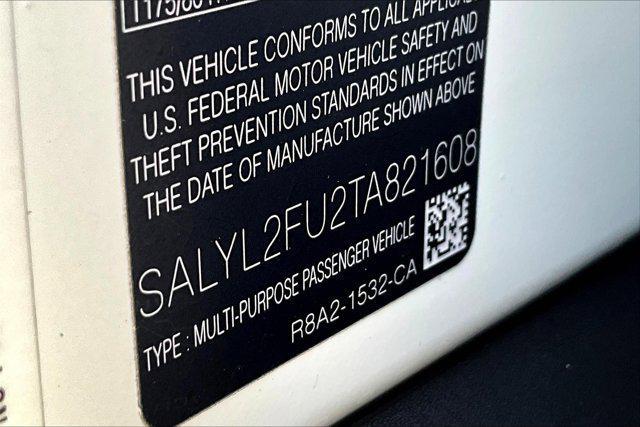 THIS VEHICLE CONFORMS TO ALL
U.S. FEDERAL MOTOR VEHICLE SAFETY AND
THEFT PREVENTION STANDARDS IN EFFECT ON
THE DATE OF MANUFACTURE SHOWN ABOVE
SALYL2FU2TA821608
TYPE : MULTI-PURPOSE PASSENGER VEHICLE
R8A2-1532-CA